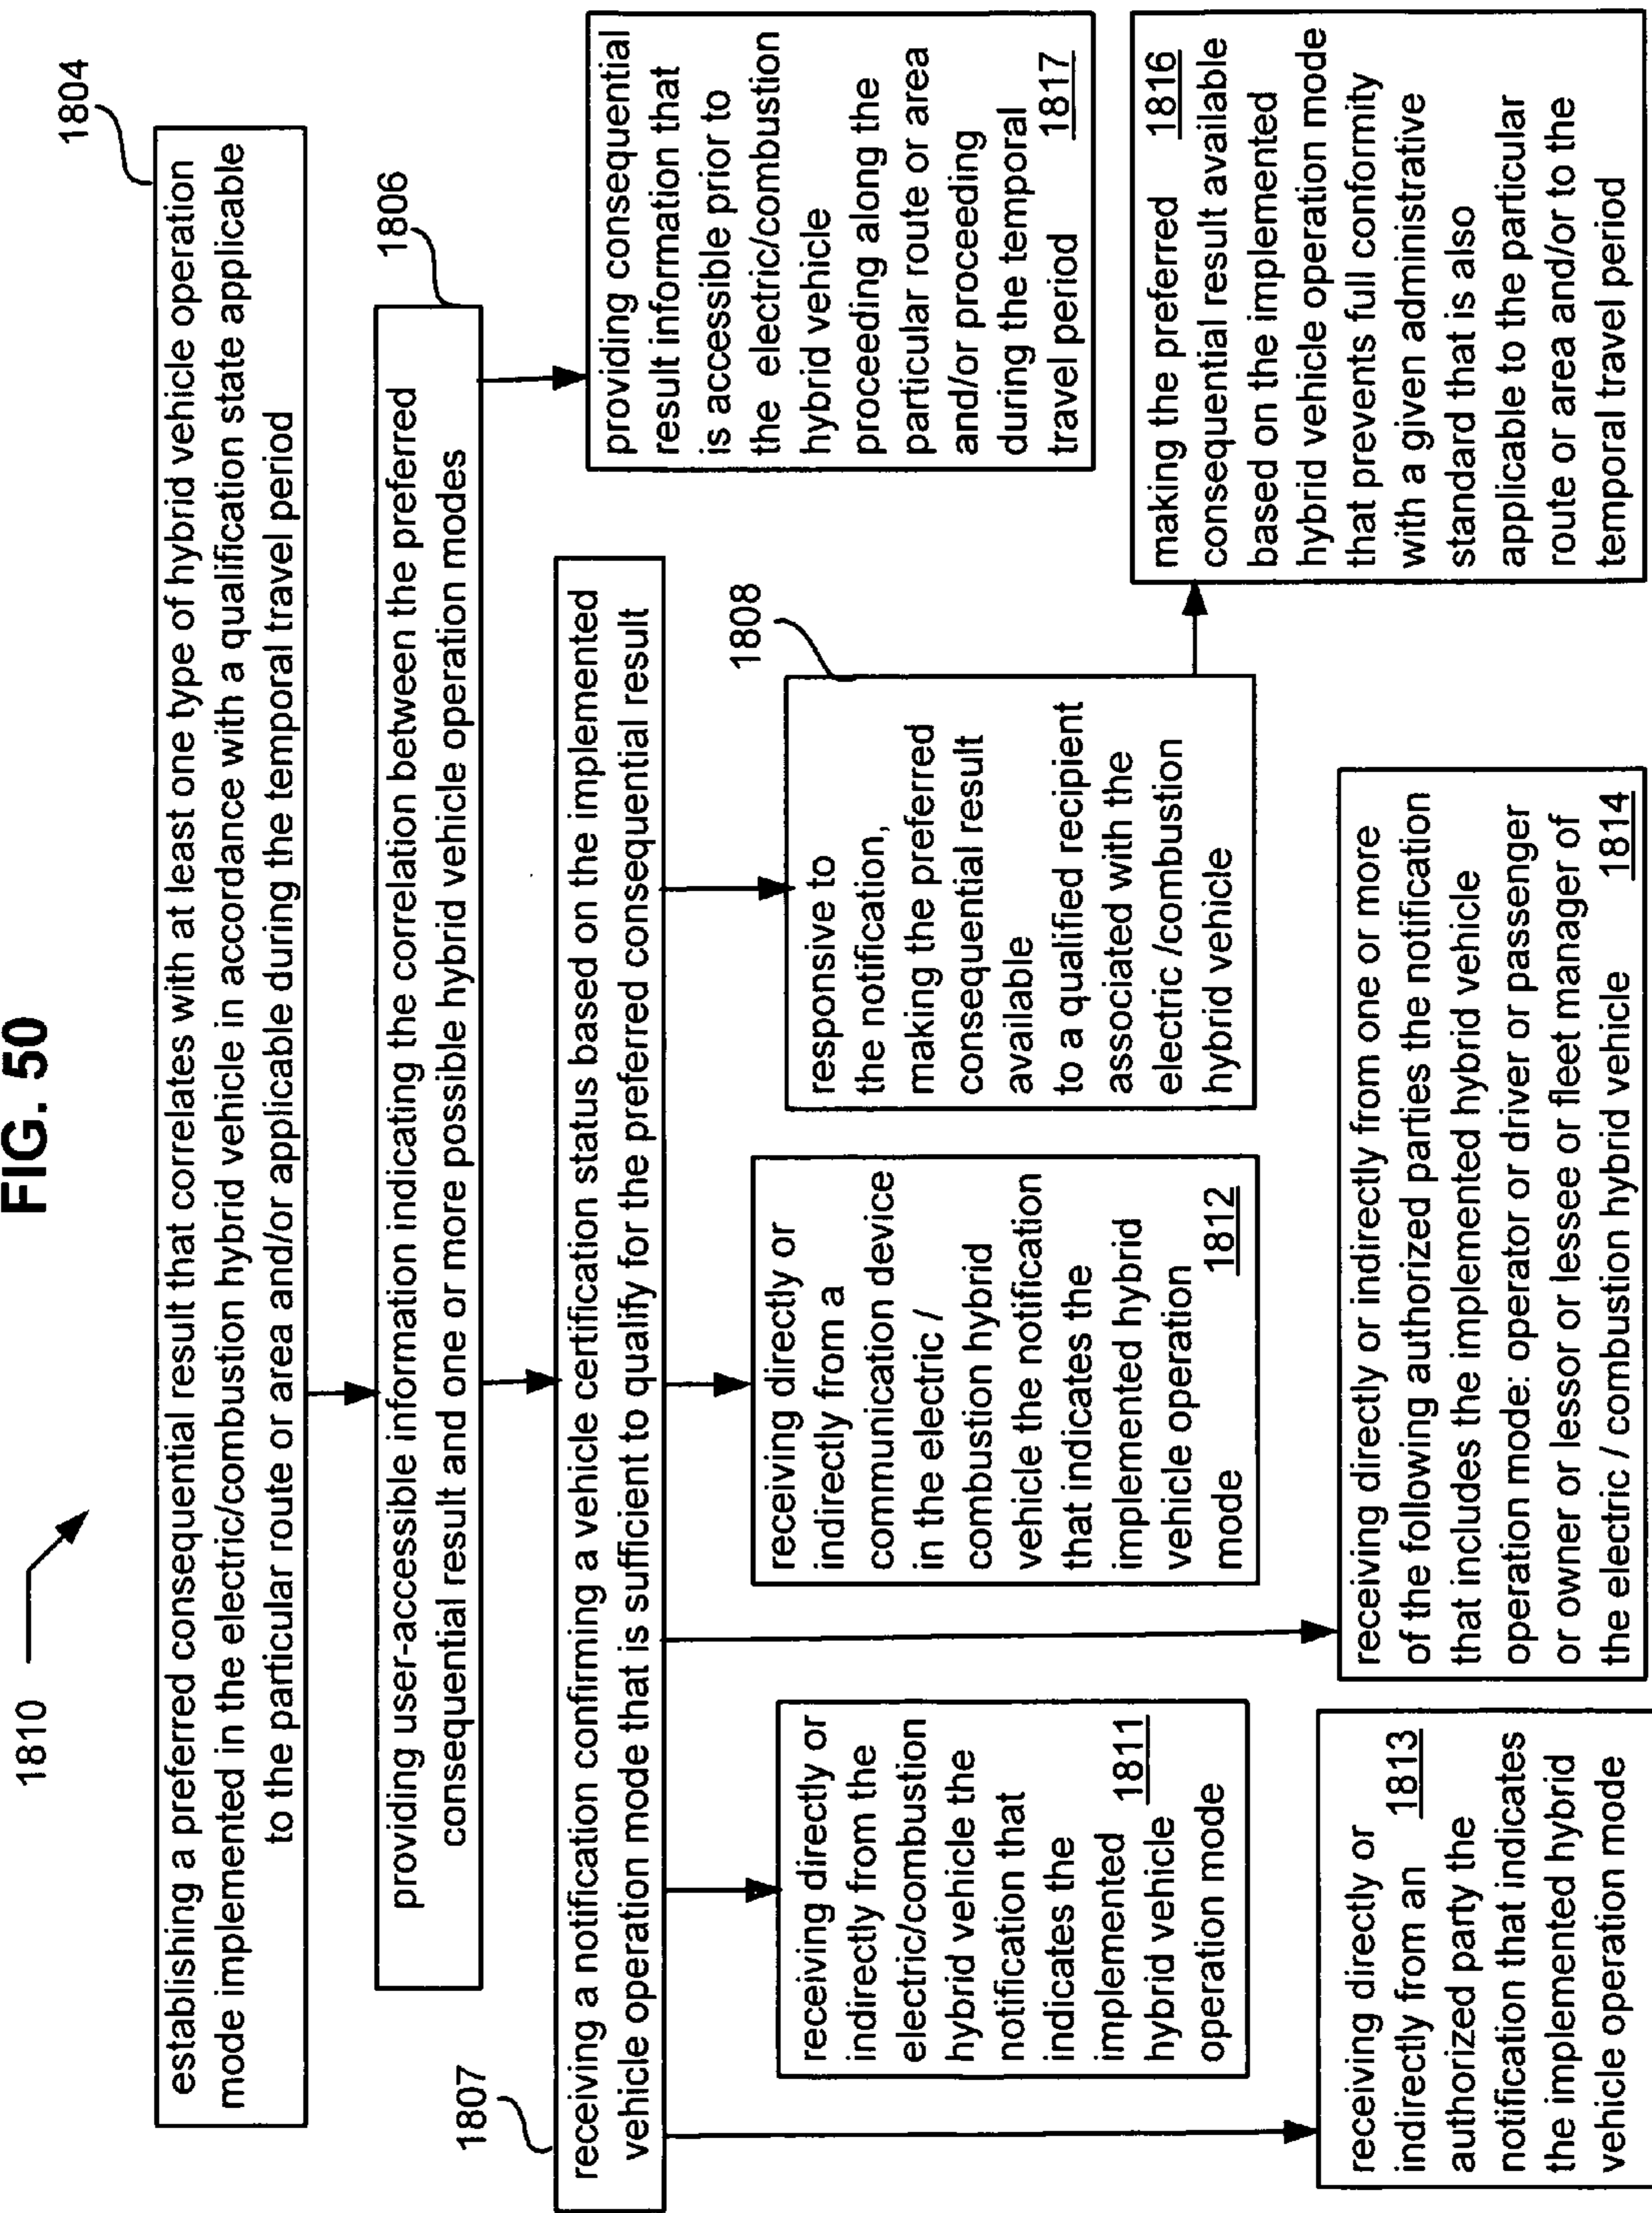 FIG. 50
1810
1804
establishing a preferred consequential result that correlates with at least one type of hybrid vehicle operation
mode implemented in the electric/combustion hybrid vehicle in accordance with a qualification state applicable
to the particular route or area and/or applicable during the temporal travel period
1806
providing user-accessible information indicating the correlation between the preferred
consequential result and one or more possible hybrid vehicle operation modes
1807
receiving a notification confirming a vehicle certification status based on the implemented
vehicle operation mode that is sufficient to qualify for the preferred consequential result
providing consequential
result information that
is accessible prior to
the electric/combustion
hybrid vehicle
proceeding along the
particular route or area
and/or proceeding
during the temporal
travel period 1817
receiving directly or
indirectly from the
electric/combustion
hybrid vehicle the
notification that
indicates the
implemented 1811
hybrid vehicle
operation mode
receiving directly or
indirectly from a
communication device
in the electric /
combustion hybrid
vehicle the notification
that indicates the
implemented hybrid
vehicle operation
mode 1812
1808
responsive to
the notification,
making the preferred
consequential result
available
to a qualified recipient
associated with the
electric /combustion
hybrid vehicle
making the preferred 1816
consequential result available
based on the implemented
hybrid vehicle operation mode
that prevents full conformity
with a given administrative
standard that is also
applicable to the particular
route or area and/or to the
temporal travel period
receiving directly or
indirectly from an 1813
authorized party the
notification that indicates
the implemented hybrid
vehicle operation mode
receiving directly or indirectly from one or more
of the following authorized parties the notification
that includes the implemented hybrid vehicle
operation mode: operator or driver or passenger
or owner or lessor or lessee or fleet manager of
the electric / combustion hybrid vehicle 1814